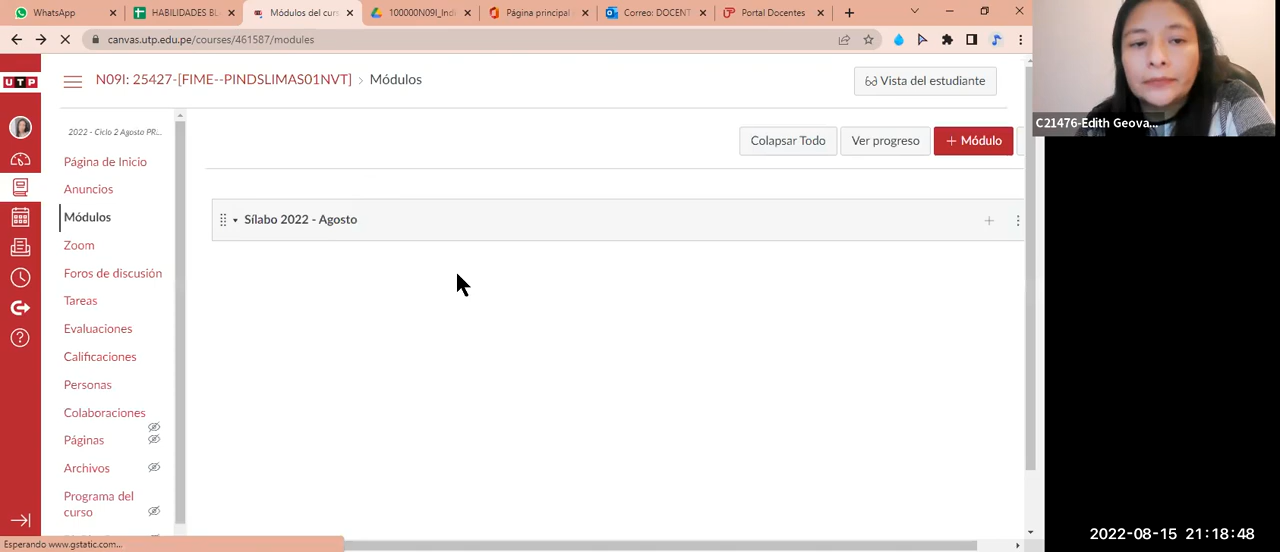 WhatsApp
HABILIDADES BL
Módulos del curs
100000N09I_Indi
Página principal
Correo: DOCENT
Portal Docentes
canvas.utp.edu.pe/courses/461587/modules
UTP
N09I: 25427-[FIME--PINDSLIMAS01NVT] > Módulos
Vista del estudiante
2022 - Ciclo 2 Agosto PR...
Página de Inicio
Anuncios
Módulos
Zoom
Foros de discusión
Tareas
Evaluaciones
Calificaciones
Personas
Colaboraciones
Páginas
Archivos
Programa del
curso
Colapsar Todo
Ver progreso
+ Módulo
Sílabo 2022 - Agosto
Esperando www.gstatic.com...
C21476-Edith Geova...
2022-08-15 21:18:48